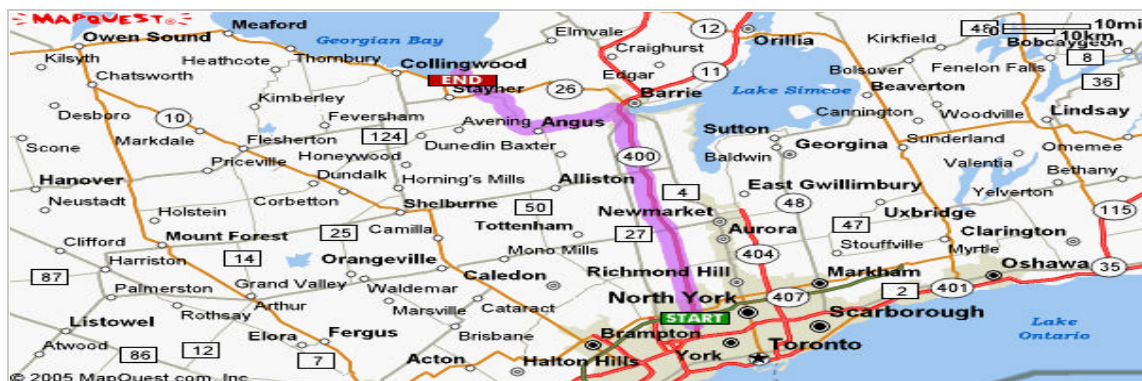 MAPQUEST
Meaford
Georgian Bay
Elmvale
12
Orillia
48
10mi
10km
Owen Sound
Kilsyth
Heathcote
Thornbury
Collingwood
Craighurst
Kirkfield
Bobcaygeon
Chatsworth
Edgar
11
Bolsover
Fenelon Falls
8
END
Stayner
26
Barrie
Lake Simcoe
Beaverton
36
Desboro
10
Kimberley
Feversham
Avening
Angus
Cannington
Woodville
Lindsay
Markdale
Flesherton
124
Sutton
Scone
Priceville
Honeywood
Dunedin
Baxter
400
Baldwin
Georgina
Sunderland
Omemee
Valentia
Bethany
Hanover
Dundalk
Horning's Mills
Alliston
4
East Gwillimbury
Yelverton
Neustadt
Holstein
Corbetton
Shelburne
50
Newmarket
48
Uxbridge
115
Clifford
Mount Forest
25
Camilla
Tottenham
27
Aurora
47
Clarington
Harriston
14
Orangeville
Mono Mills
Stouffville
Myrtle
87
Grand Valley
Waldemar
Caledon
Richmond Hill
404
Markham
Oshawa
35
Palmerston
Rothsay
Arthur
Marsville
Cataract
North York
407
2
401
Listowel
Fergus
Brisbane
START
Scarborough
Atwood
86
12
Elora
7
Acton
Brampton
Halton Hills
York
Toronto
Lake
Ontario
© 2005 MapQuest.com, Inc